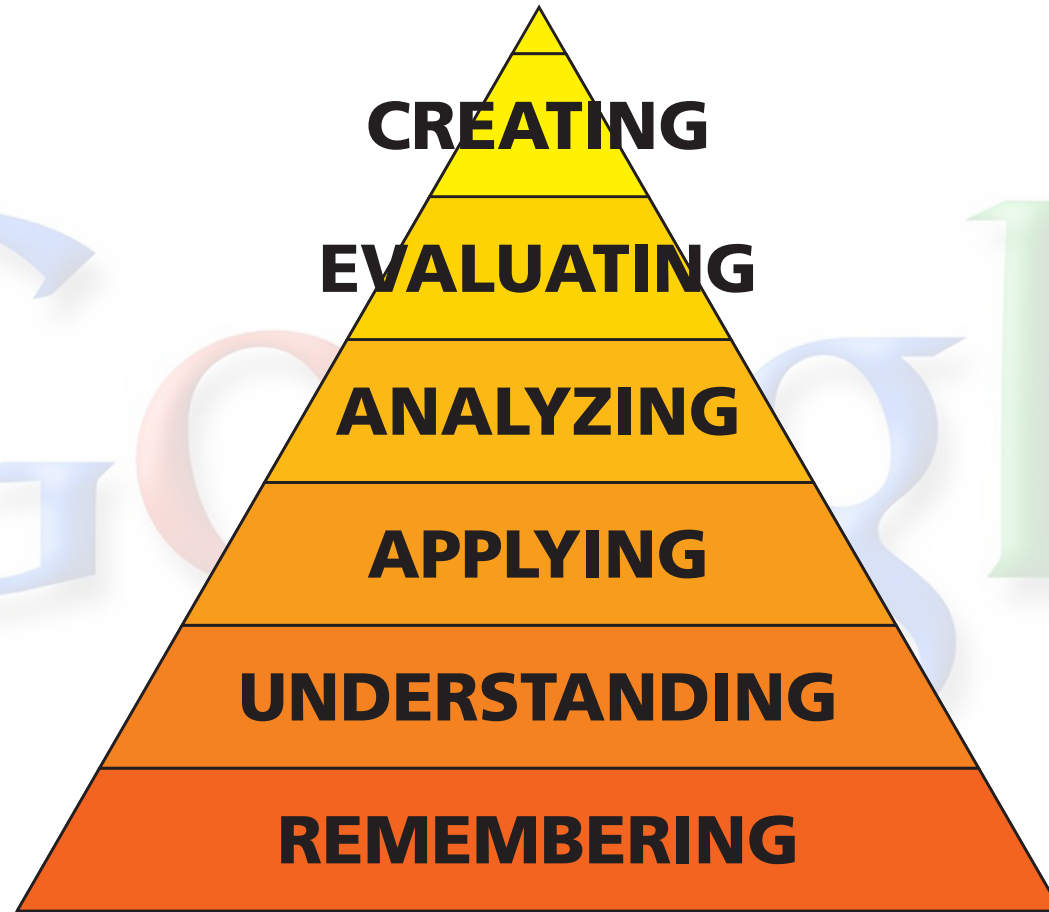 CREATING
EVALUATING
ANALYZING
APPLYING
UNDERSTANDING
REMEMBERING